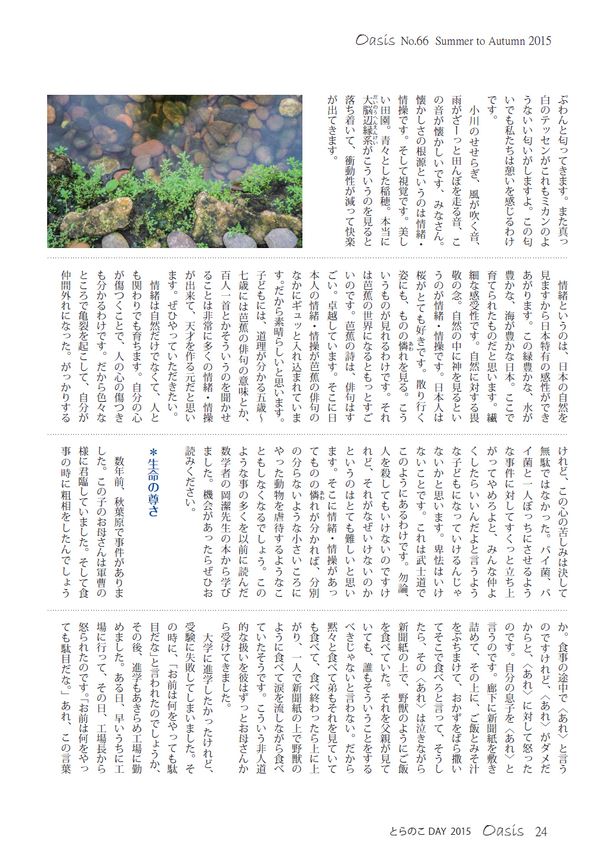 Oasis No.66 Summer to Autumn 2015
ぷわんと匂ってきます。また真っ
白のテッセンがこれもミカンのよ
うないい匂いがしますよ。この匂
いでも私たちは憩いを感じるわけ
です。
小川のせせらぎ、風が吹く音、
雨がざーっと田んぼを走る音、こ
の音が懐かしいです、みなさん。
懐かしさの根源というのは情緒・
情操です。そして視覚です。美し
い田園。青々とした稲穂。本当に
大脳辺縁系がこういうのを見ると
落ち着いて、衝動性が減って快楽
が出てきます。
情緒というのは、日本の自然を
見ますから日本特有の感性がでて
あがります。この緑豊かな、水が
豊かな、海が豊かな日本。ここで
育てられたものだと思います。繊
細な感受性です。自然に対する畏
敬の念。自然の中に神を見るとい
うのが情緒・情操です。日本人は
桜がとても好きです。散り行く
姿にも、ものの憐れを見る。こう
いうものが見れるわけです。それ
は芭蕉の世界になるともっとすご
いのです。芭蕉の詩は、俳句はす
ごい。卓越しています。そこに日
本人の情緒・情操が芭蕉の俳句の
なかにギュッと入れ込まれていま
す。だから素晴らしいと思います。
子どもには、道理が分かる五歳〜
七歳には芭蕉の俳句の意味とか、
百人一首とかそういうのを聞かせ
ることは非常に多くの情緒・情操
が出来て、天才を作る元だと思い
ます。ぜひやっていただきたい。
情緒は自然だけでなくて、人と
も関わりでも育ちます。自分の心
が傷つくことで、人の心の傷つき
も分かるわけです。だから色々な
ところで亀裂を起こして、自分が
仲間外れになった。がっかりする
けれど、この心の苦しみは決して
無駄ではなかった。バイ菌、バ
イ菌と一人ぼっちにさせるよう
な事件に対してすくっと立ち上
がってやめろよと、みんな仲よ
くしたらいいんだよと言うよう
な子どもになっていけるんじゃ
ないかと思います。卑怯はいけ
ないことです。これは武士道で
このようにあるわけです。勿論、
人を殺してもいけないのですけ
れど、それがなぜいけないのか
というのはとても難しいと思い
ます。そこに情緒・情操があっ
てものの憐れが分かれば、分別
の分らないような小さいころに
やった動物を虐待するようなこ
ともしなくなるでしょう。この
ような事の多くを以前に読んだ
数学者の岡潔先生の本から学び
ました。機会があったらぜひお
読みください。
＊生命の尊さ
数年前、秋葉原で事件がありま
した。この子のお母さんは軍曹の
様に君臨していました。そして食
事の時に粗相をしたんでしょう
か。食事の途中で〈あれ〉と言う
のですけれど、〈あれ〉がダメだ
からと、〈あれ〉に対して怒った
のです。自分の息子を〈あれ〉と
言うのです。廊下に新聞紙を敷き
詰めて、その上に、ご飯とみそ汁
をぶちまけて、おかずをばら撒い
てそこで食べろと言って、そうし
たら、その〈あれ〉は泣きながら
新聞紙の上で、野獣のようにご飯
を食べていた。それを父親が見て
いても、誰もそういうことをする
べきじゃないと言わない。だから
黙々と食べて弟もそれを見ていて
も食べて、食べ終わったら上に上
がり、一人で新聞紙の上で野獣の
ように食べて涙を流しながら食べ
ていたそうです。こういう非人道
的な扱いを彼はずっとお母さんか
ら受けてきました。
大学に進学したかったけれど、
受験に失敗してしまいました。そ
の時に、「お前は何をやっても駄
目だな」と言われたのでしょうか、
その後、進学もあきらめ工場に勤
めました。ある日、早いうちに工
場に行って、その日、工場長から
怒られたのです。「お前は何をやっ
ても駄目だな。」あれ、この言葉
とらのこ DAY 2015 Oasis 24